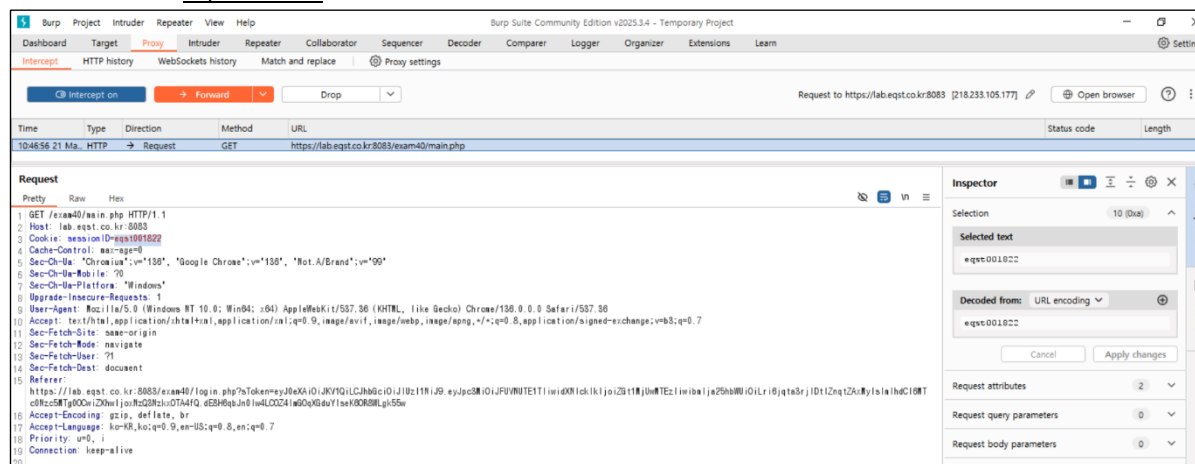 Burp Project Intruder Repeater View Help Burp Suite Community Edition v2025.3.4 - Temporary Project
Dashboard Target Proxy Intruder Repeater Collaborator Sequencer Decoder Comparer Logger Organizer Extensions Learn Settin
Intercept HTTP history WebSockets history Match and replace Proxy settings
Intercept on → Forward Drop Request to https://lab.eqst.co.kr:8083 [218.233.105.177] Open browser
Time Type Direction Method URL Status code Length
10:46:56 21 Ma... HTTP → Request GET https://lab.eqst.co.kr:8083/exam40/main.php
Request
Pretty Raw Hex \n
1 GET /exam40/main.php HTTP/1.1
2 Host: lab.eqst.co.kr:8083
3 Cookie: sessionID=eqst001822
4 Cache-Control: max-age=0
5 Sec-Ch-Ua: "Chromium";v="136", "Google Chrome";v="136", "Not.A/Brand";v="99"
6 Sec-Ch-Ua-Mobile: ?0
7 Sec-Ch-Ua-Platform: "Windows"
8 Upgrade-Insecure-Requests: 1
9 User-Agent: Mozilla/5.0 (Windows NT 10.0; Win64; x64) AppleWebKit/537.36 (KHTML, like Gecko) Chrome/136.0.0.0 Safari/537.36
10 Accept: text/html,application/xhtml+xml,application/xml;q=0.9,image/avif,image/webp,image/apng,*/*;q=0.8,application/signed-exchange;v=b3;q=0.7
11 Sec-Fetch-Site: same-origin
12 Sec-Fetch-Mode: navigate
13 Sec-Fetch-User: ?1
14 Sec-Fetch-Dest: document
15 Referer:
https://lab.eqst.co.kr:8083/exam40/login.php?sToken=
16 Accept-Encoding: gzip, deflate, br
17 Accept-Language: ko-KR,ko;q=0.9,en-US;q=0.8,en;q=0.7
18 Priority: u=0, i
19 Connection: keep-alive
20
Inspector
Selection 10 (0xa)
Selected text
eqst001822
Decoded from: URL encoding
eqst001822
Cancel Apply changes
Request attributes 2
Request query parameters 0
Request body parameters 0